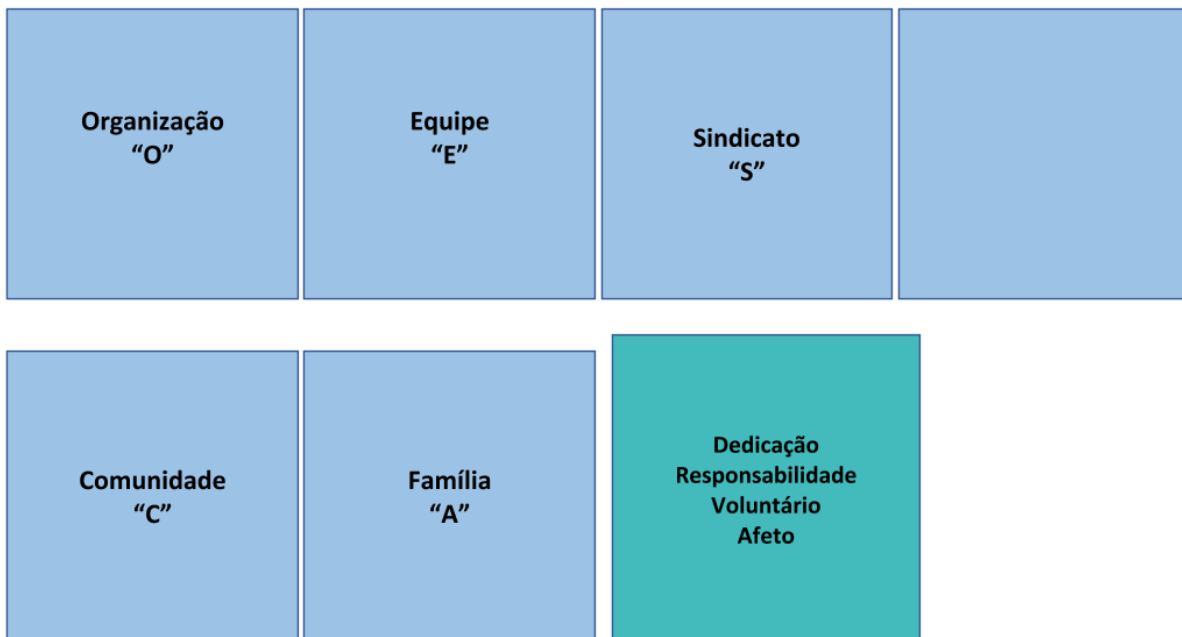 Organização
“O”
Equipe
“E”
Sindicato
“S”
Comunidade
“C”
Família
“A”
Dedicação
Responsabilidade
Voluntário
Afeto